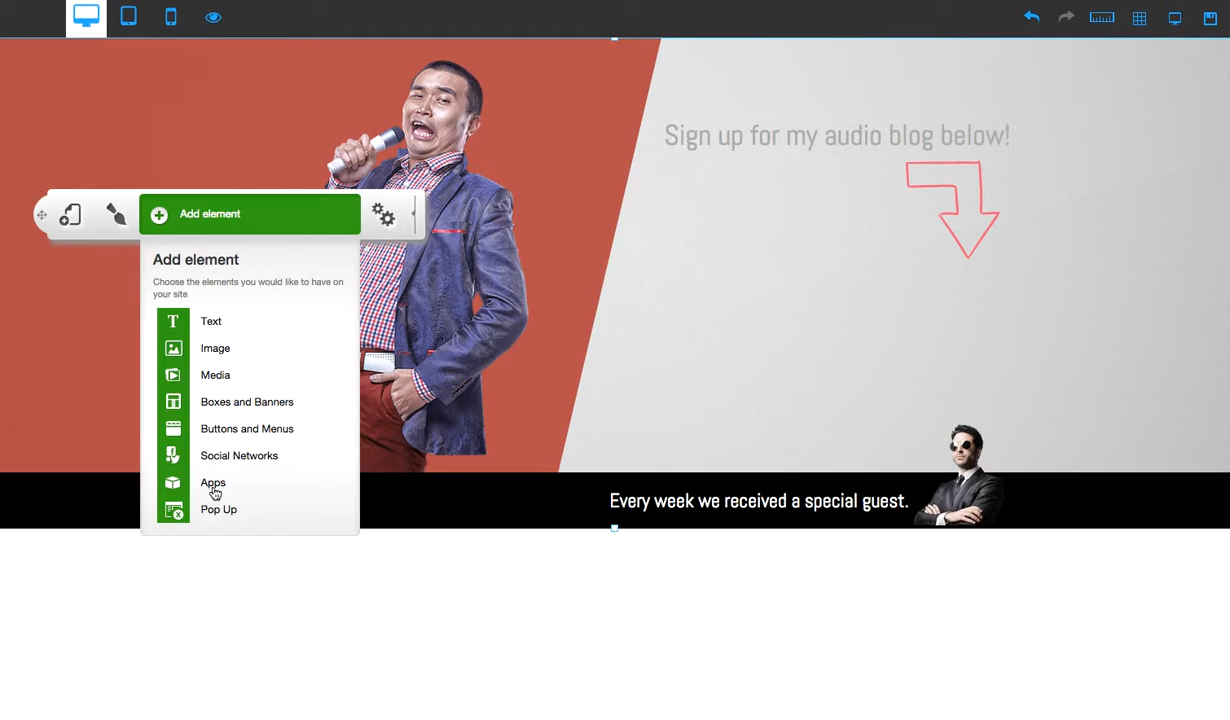 Sign up for my audio blog below!
Add element
Add element
Choose the elements you would like to have on
your site
T
Text
Image
Media
Boxes and Banners
Buttons and Menus
Social Networks
Apps
Pop Up
Every week we received a special guest.